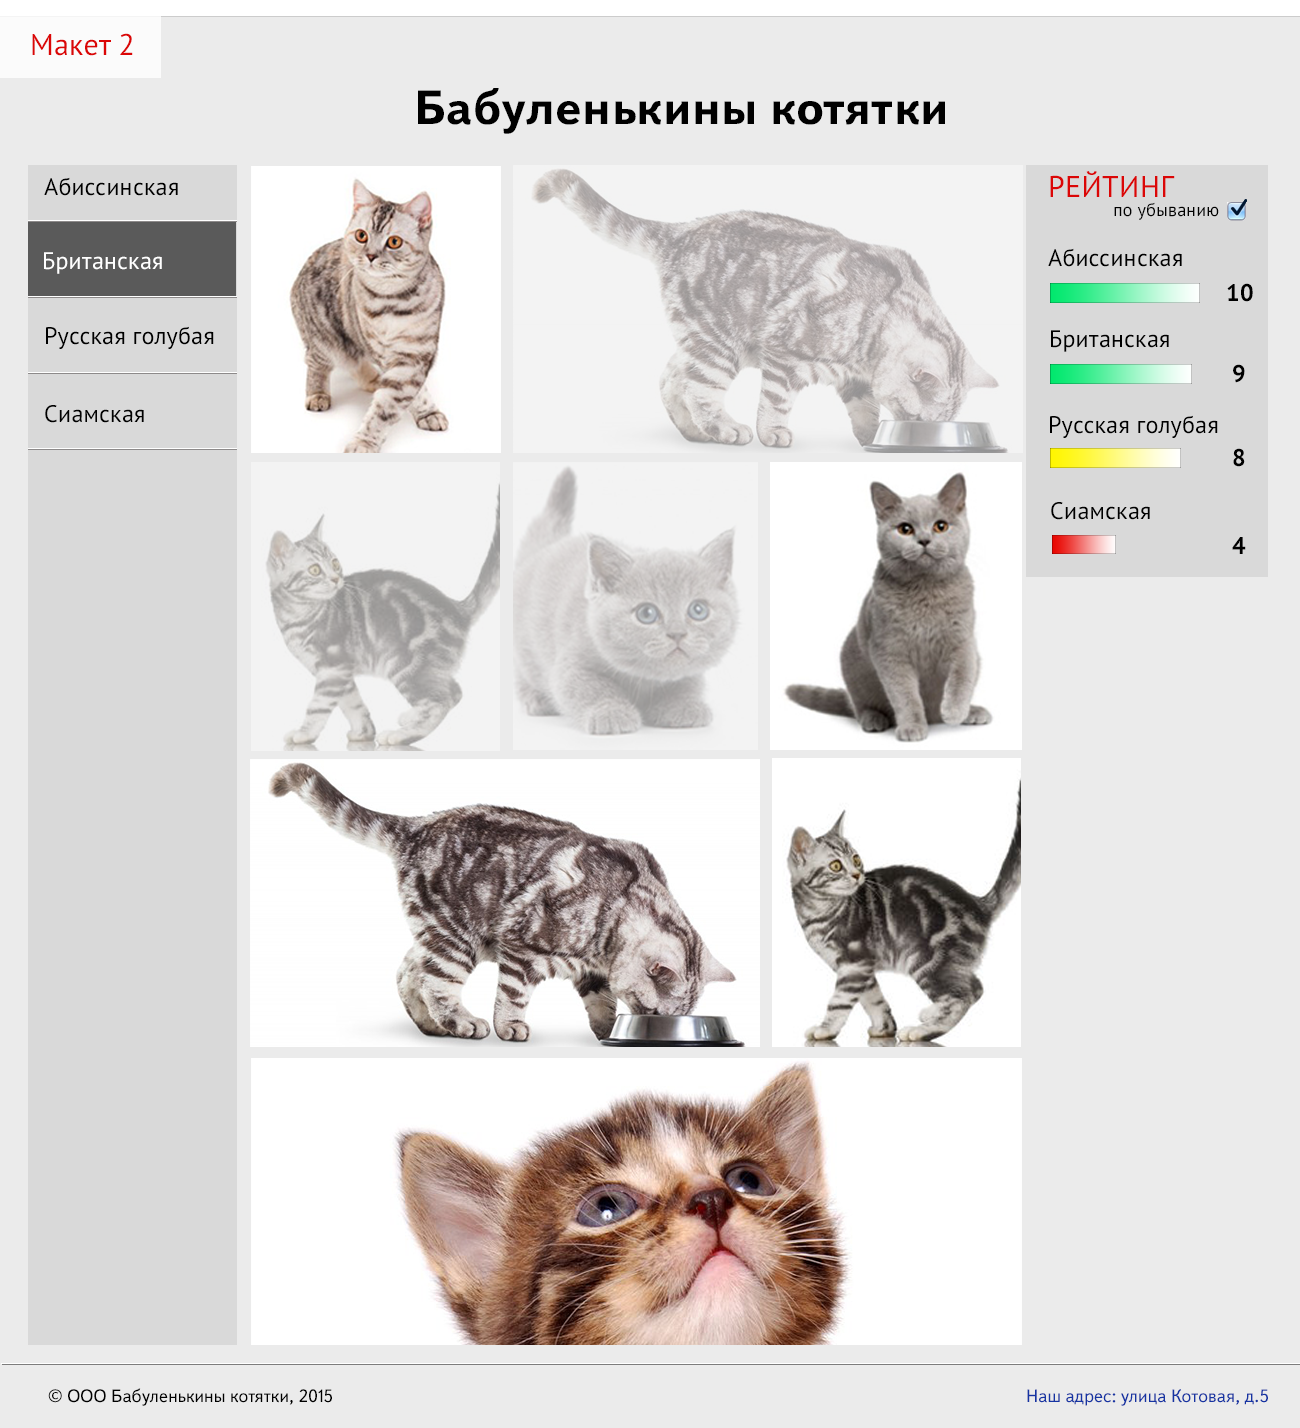 Макет 2
Бабуленькины котятки
Абиссинская
Британская
Русская голубая
Сиамская
РЕЙТИНГ
по убыванию
Абиссинская
10
Британская
9
Русская голубая
8
Сиамская
4
© ООО Бабуленькины котятки, 2015
Наш адрес: улица Котовая, д.5